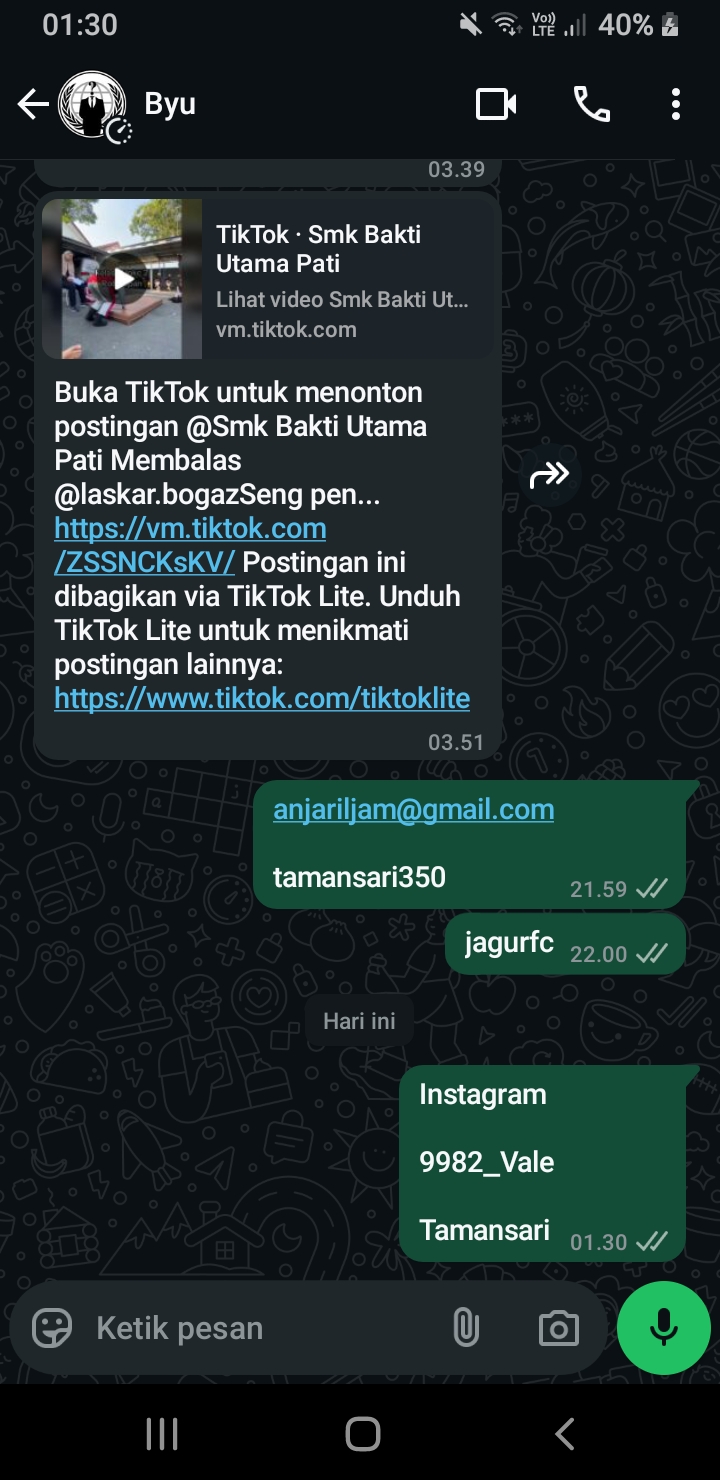 01:30
Vo))
LTE
40%
Byu
03.39
TikTok · Smk Bakti
Utama Pati
Lihat video Smk Bakti Ut...
vm.tiktok.com
Buka TikTok untuk menonton
postingan @Smk Bakti Utama
Pati Membalas
@laskar.bogazSeng pen...
https://vm.tiktok.com
/ZSSNCKsKV/ Postingan ini
dibagikan via TikTok Lite. Unduh
TikTok Lite untuk menikmati
postingan lainnya:
https://www.tiktok.com/tiktoklite
03.51
anjariljam@gmail.com
tamansari350
21.59
jagurfc
22.00
Hari ini
Instagram
9982_Vale
Tamansari
01.30
Ketik pesan